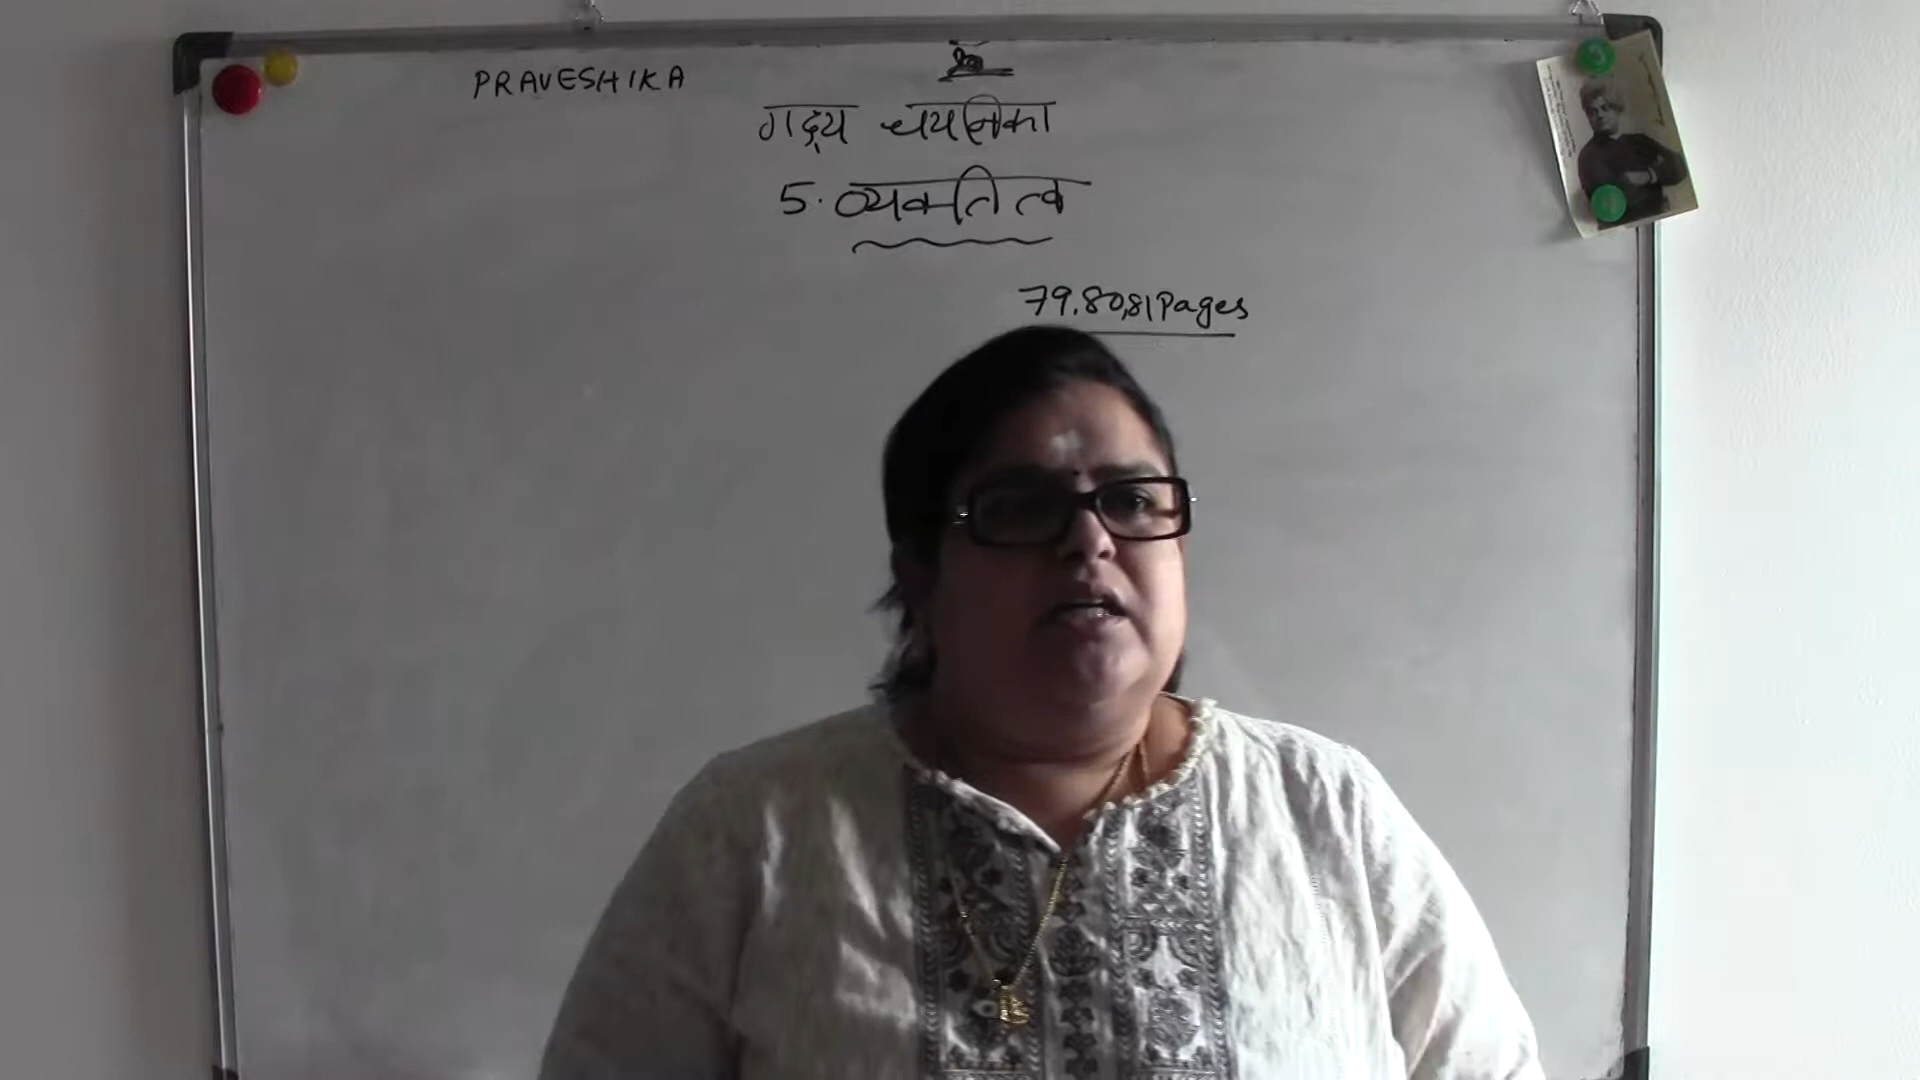 PRAVESHIKA
गद्य चयनिका
5. व्यक्तित्व
79.80,81 Pages